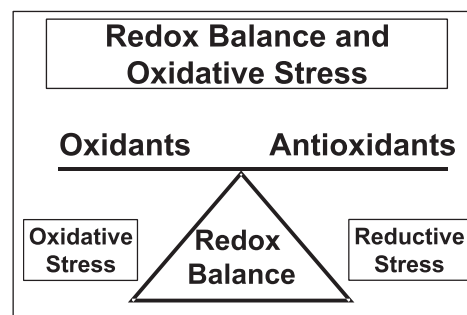 Redox Balance and
Oxidative Stress
Oxidants Antioxidants
Oxidative
Stress
Redox
Balance
Reductive
Stress